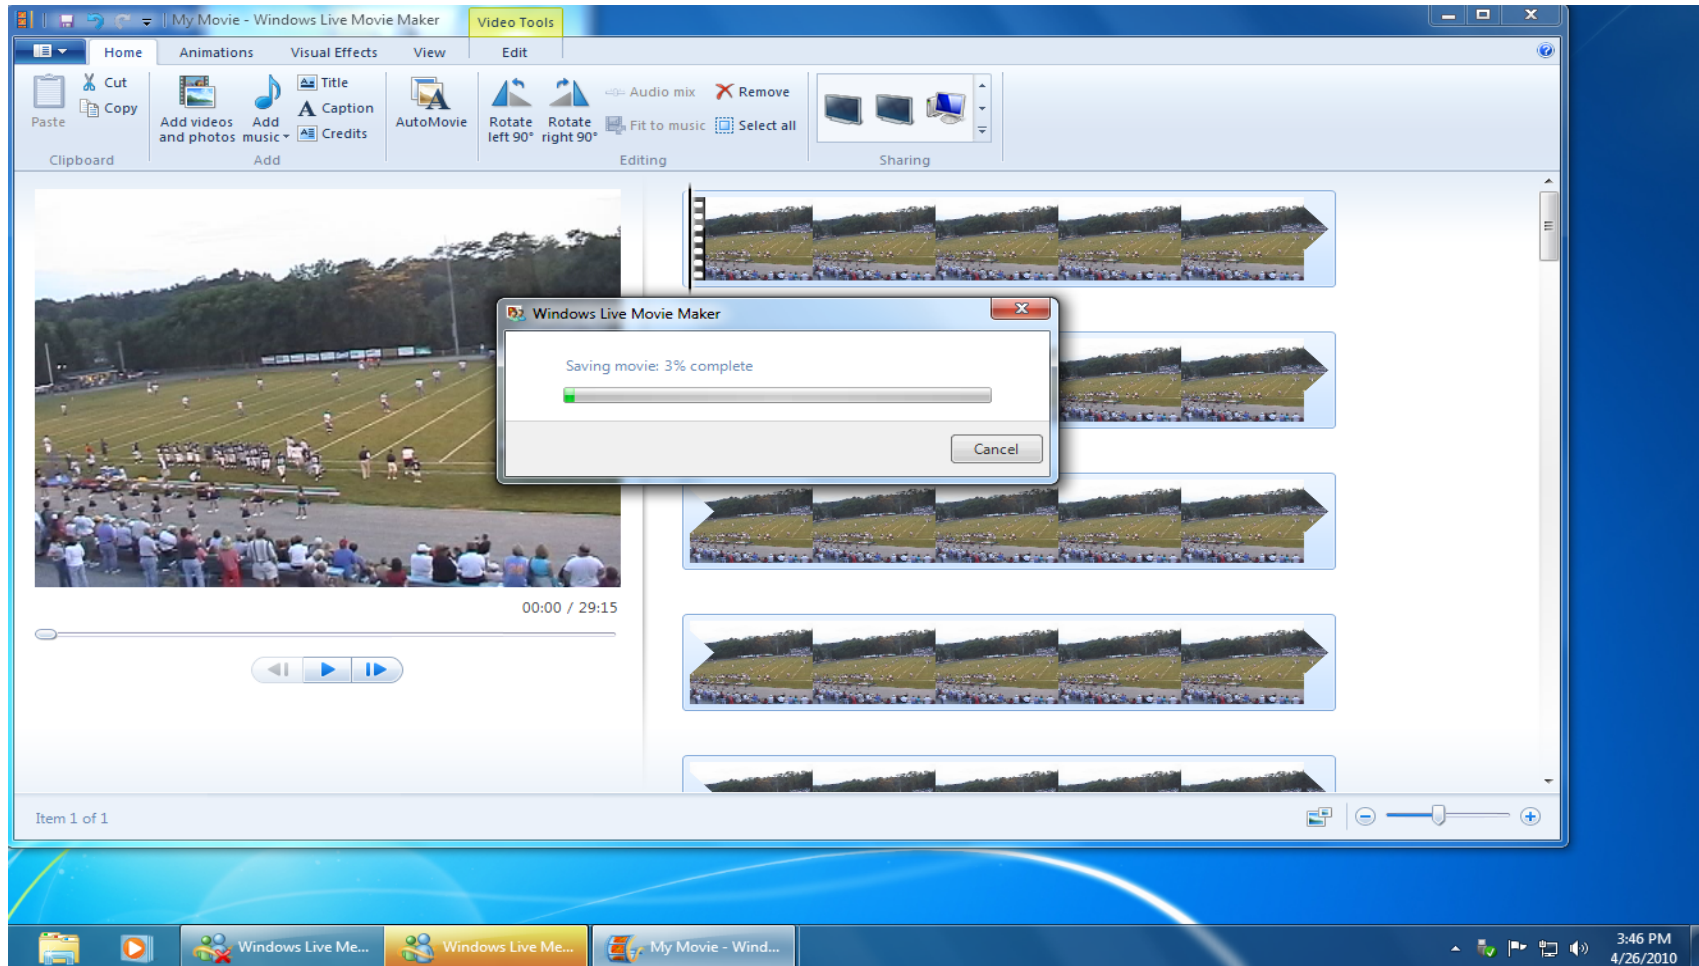 My Movie - Windows Live Movie Maker
Video Tools
Home
Animations
Visual Effects
View
Edit
Paste
Cut
Copy
Clipboard
Add videos
and photos
Add
music
Title
Caption
Credits
Add
AutoMovie
Rotate
left 90°
Rotate
right 90°
Audio mix
Fit to music
Remove
Select all
Editing
Sharing
Windows Live Movie Maker
Saving movie: 3% complete
Cancel
00:00 / 29:15
Item 1 of 1
Windows Live Me...
Windows Live Me...
My Movie - Wind...
3:46 PM
4/26/2010